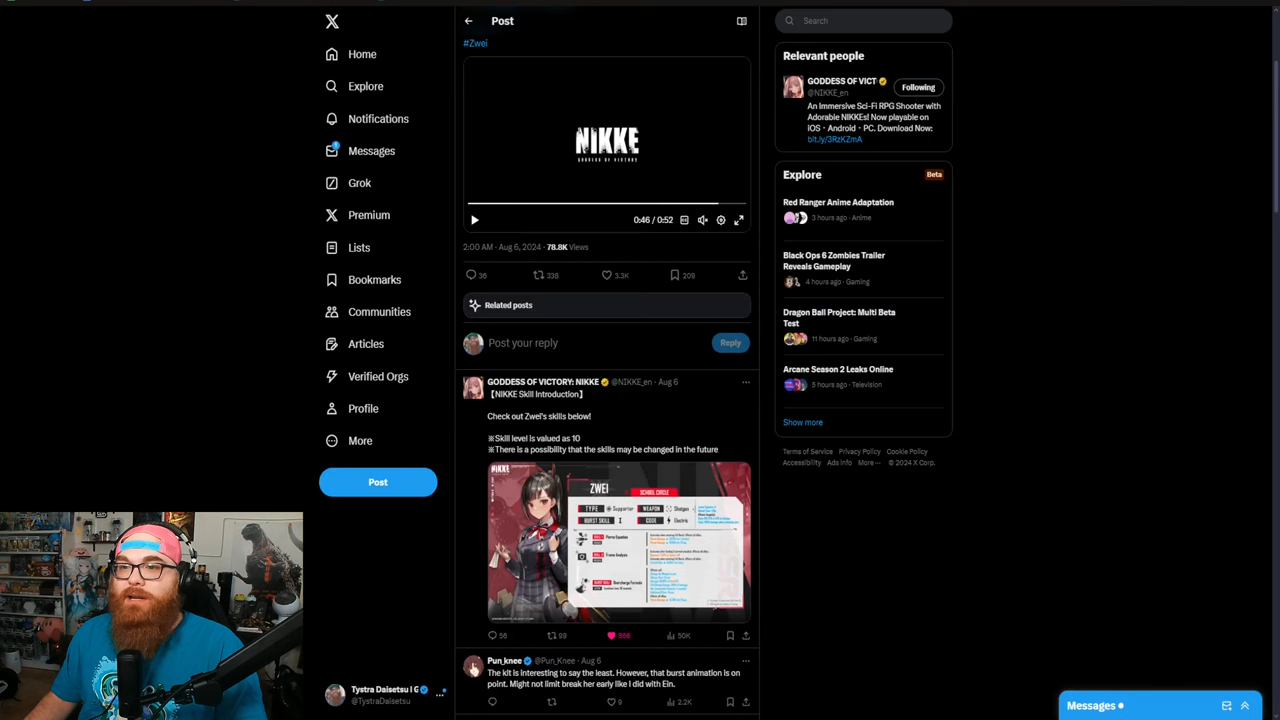 Post
Search
#Zwei
Home
Explore
Notifications
Messages
Grok
Premium
Lists
Bookmarks
Communities
Articles
Verified Orgs
Profile
More
Post
NIKKE
GODDESS OF VICTORY
0:46 / 0:52
2:00 AM · Aug 6, 2024 · 78.8K Views
36 338 3.3K 209
Related posts
Post your reply
Reply
GODDESS OF VICTORY: NIKKE @NIKKE_en · Aug 6
【NIKKE Skill Introduction】
Check out Zwei's skills below!
※Skill level is valued as 10
※There is a possibility that the skills may be changed in the future
NIKKE
ZWEI
SCHOOL CIRCLE
TYPE Supporter WEAPON Shotgun
BURST SKILL I CODE Electric
56 99 866 50K
Pun_knee @Pun_Knee · Aug 6
The kit is interesting to say the least. However, that burst animation is on
point. Might not limit break her early like I did with Ein.
9 2.2K
Relevant people
GODDESS OF VICT
@NIKKE_en
Following
An Immersive Sci-Fi RPG Shooter with
Adorable NIKKEs! Now playable on
iOS · Android · PC. Download Now:
bit.ly/3RzKZmA
Explore
Beta
Red Ranger Anime Adaptation
3 hours ago · Anime
Black Ops 6 Zombies Trailer
Reveals Gameplay
4 hours ago · Gaming
Dragon Ball Project: Multi Beta
Test
11 hours ago · Gaming
Arcane Season 2 Leaks Online
5 hours ago · Television
Show more
Terms of Service Privacy Policy Cookie Policy
Accessibility Ads info More ··· © 2024 X Corp.
Tystra Daisetsu | G
@TystraDaisetsu
Messages